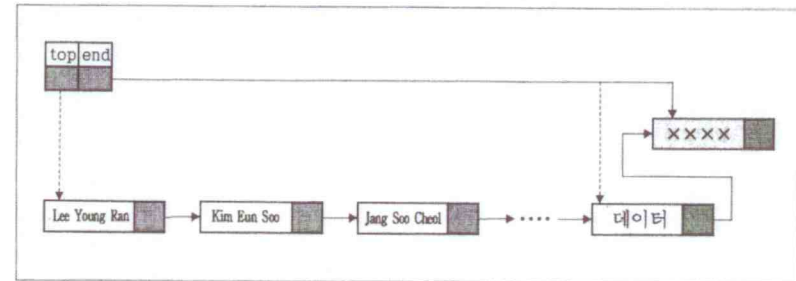 top end
××××
Lee Young Ran Kim Eun Soo Jang Soo Cheol •••• 데이터